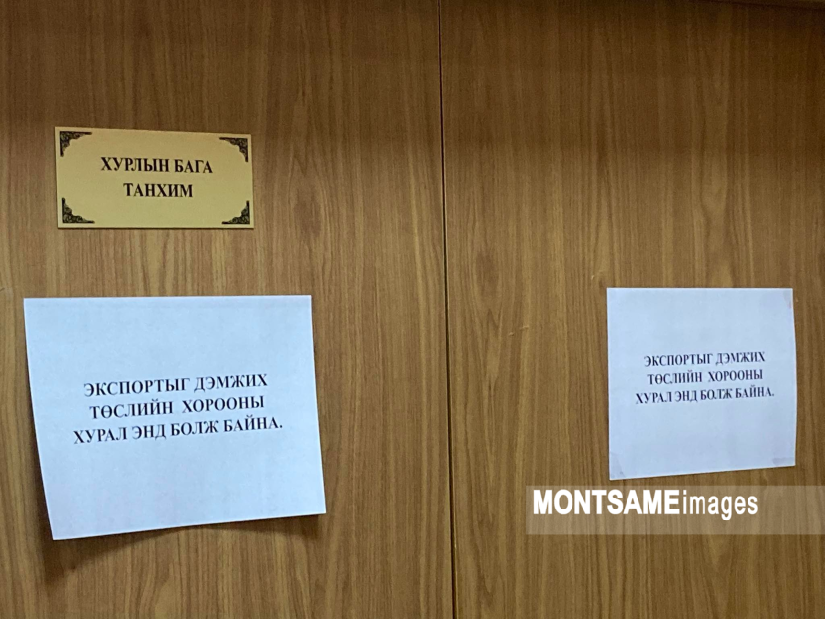 ХУРЛЫН БАГА
ТАНХИМ
ЭКСПОРТЫГ ДЭМЖИХ
ТӨСЛИЙН ХОРООНЫ
ХУРАЛ ЭНД БОЛЖ БАЙНА.
ЭКСПОРТЫГ ДЭМЖИХ
ТӨСЛИЙН ХОРООНЫ
ХУРАЛ ЭНД БОЛЖ БАЙНА.
MONTSAMEimages